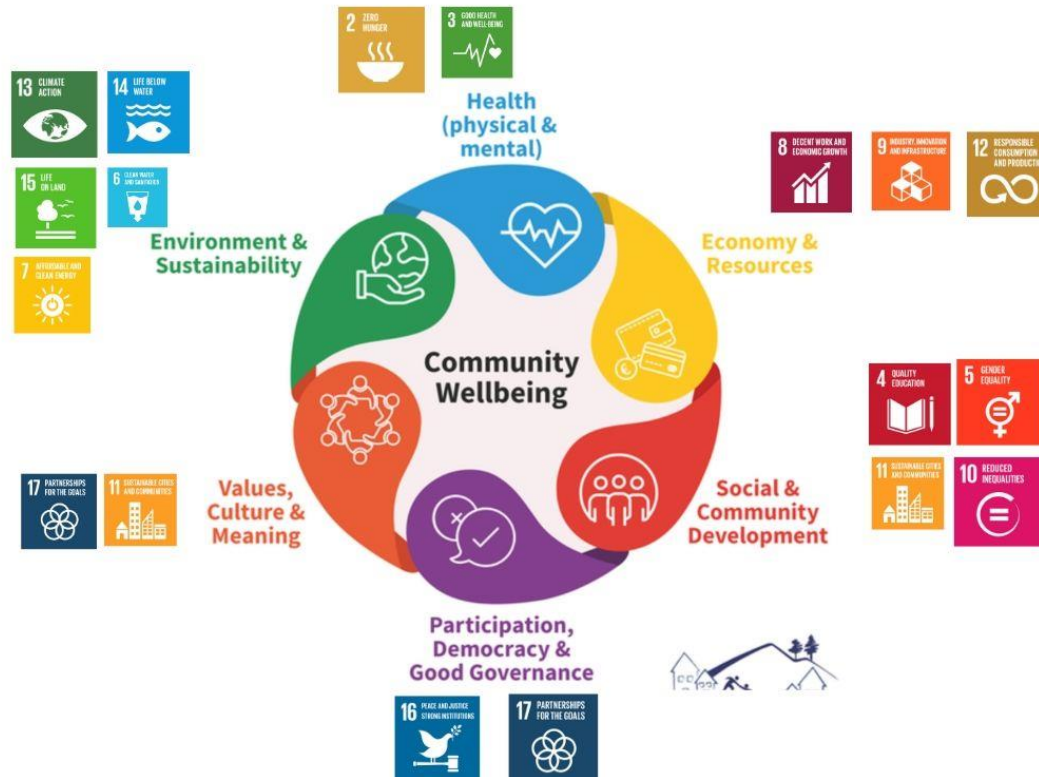 2 ZERO
HUNGER
3 GOOD HEALTH
AND WELL-BEING
13 CLIMATE
ACTION
14 LIFE BELOW
WATER
15 LIFE
ON LAND
6 CLEAN WATER
AND SANITATION
7 AFFORDABLE AND
CLEAN ENERGY
Health
(physical &
mental)
8 DECENT WORK AND
ECONOMIC GROWTH
9 INDUSTRY, INNOVATION
AND INFRASTRUCTURE
12 RESPONSIBLE
CONSUMPTION
AND PRODUCTI
Environment &
Sustainability
Economy &
Resources
Community
Wellbeing
4 QUALITY
EDUCATION
5 GENDER
EQUALITY
11 SUSTAINABLE CITIES
AND COMMUNITIES
10 REDUCED
INEQUALITIES
17 PARTNERSHIPS
FOR THE GOALS
11 SUSTAINABLE CITIES
AND COMMUNITIES
Values,
Culture &
Meaning
Social &
Community
Development
Participation,
Democracy &
Good Governance
16 PEACE AND JUSTICE
STRONG INSTITUTIONS
17 PARTNERSHIPS
FOR THE GOALS